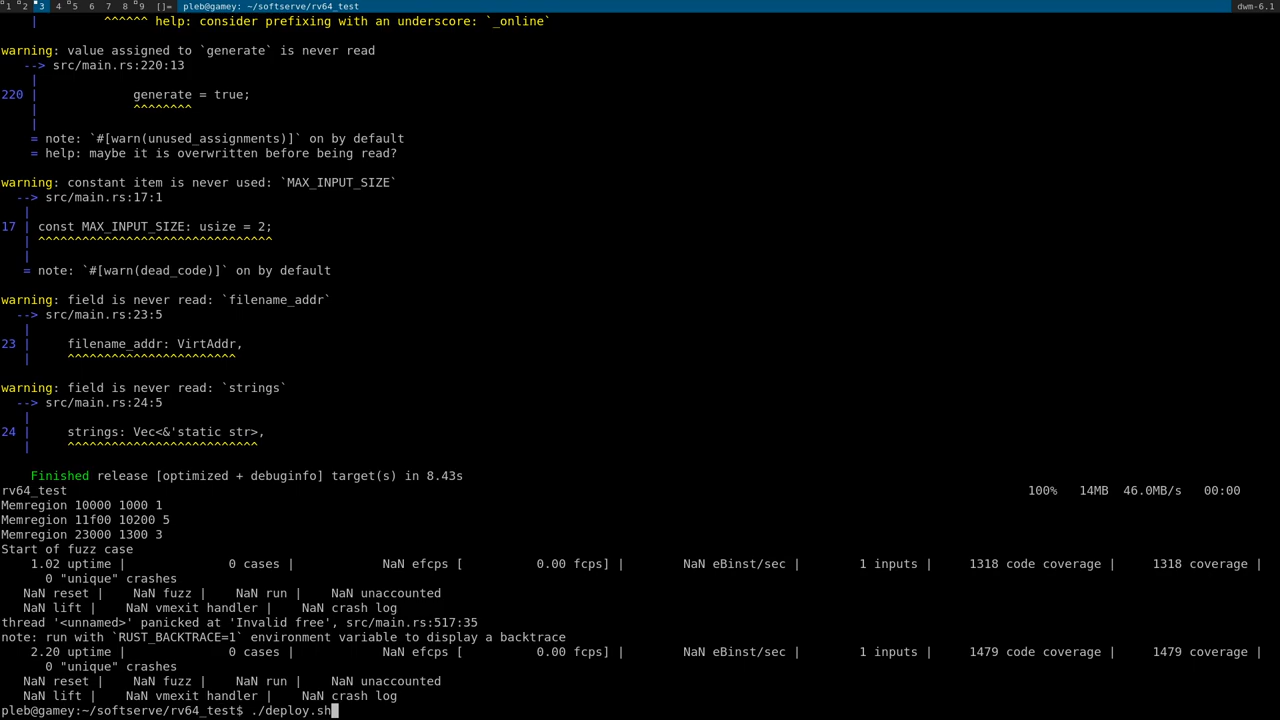 1 2 3 4 5 6 7 8 9 []= pleb@gamey: ~/softserve/rv64_test dwm-6.1
| ^^^^^^ help: consider prefixing with an underscore: `_online`
warning: value assigned to `generate` is never read
--> src/main.rs:220:13
|
220 | generate = true;
| ^^^^^^^^
|
= note: `#[warn(unused_assignments)]` on by default
= help: maybe it is overwritten before being read?
warning: constant item is never used: `MAX_INPUT_SIZE`
--> src/main.rs:17:1
|
17 | const MAX_INPUT_SIZE: usize = 2;
| ^^^^^^^^^^^^^^^^^^^^^^^^^^^^^^^^
|
= note: `#[warn(dead_code)]` on by default
warning: field is never read: `filename_addr`
--> src/main.rs:23:5
|
23 | filename_addr: VirtAddr,
| ^^^^^^^^^^^^^^^^^^^^^^^
warning: field is never read: `strings`
--> src/main.rs:24:5
|
24 | strings: Vec<&'static str>,
| ^^^^^^^^^^^^^^^^^^^^^^^^^^
Finished release [optimized + debuginfo] target(s) in 8.43s
rv64_test 100% 14MB 46.0MB/s 00:00
Memregion 10000 1000 1
Memregion 11f00 10200 5
Memregion 23000 1300 3
Start of fuzz case
1.02 uptime | 0 cases | NaN efcps [ 0.00 fcps] | NaN eBinst/sec | 1 inputs | 1318 code coverage | 1318 coverage |
0 "unique" crashes
NaN reset | NaN fuzz | NaN run | NaN unaccounted
NaN lift | NaN vmexit handler | NaN crash log
thread '<unnamed>' panicked at 'Invalid free', src/main.rs:517:35
note: run with `RUST_BACKTRACE=1` environment variable to display a backtrace
2.20 uptime | 0 cases | NaN efcps [ 0.00 fcps] | NaN eBinst/sec | 1 inputs | 1479 code coverage | 1479 coverage |
0 "unique" crashes
NaN reset | NaN fuzz | NaN run | NaN unaccounted
NaN lift | NaN vmexit handler | NaN crash log
pleb@gamey:~/softserve/rv64_test$ ./deploy.sh